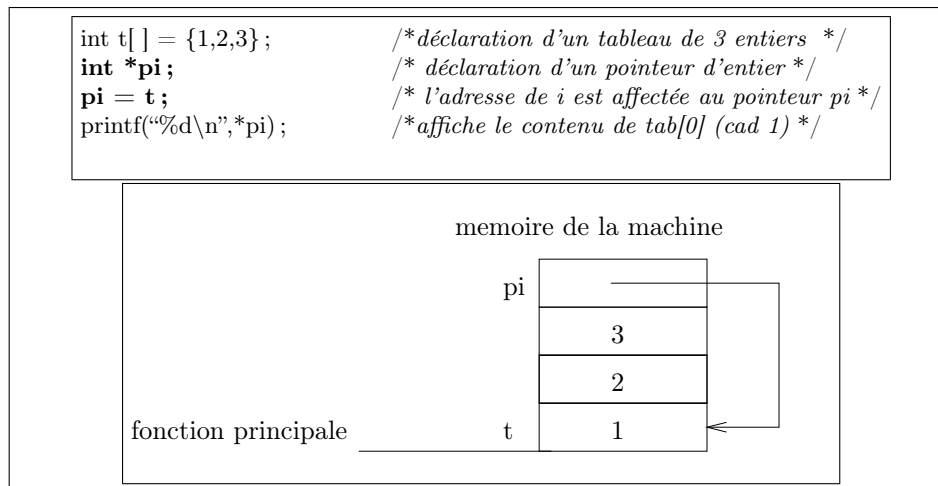 int t[ ] = {1,2,3} ; /*déclaration d'un tableau de 3 entiers */
int *pi ; /* déclaration d'un pointeur d'entier */
pi = t ; /* l'adresse de i est affectée au pointeur pi */
printf(“%d\n”,*pi) ; /*affiche le contenu de tab[0] (cad 1) */
memoire de la machine
pi
3
2
fonction principale t 1